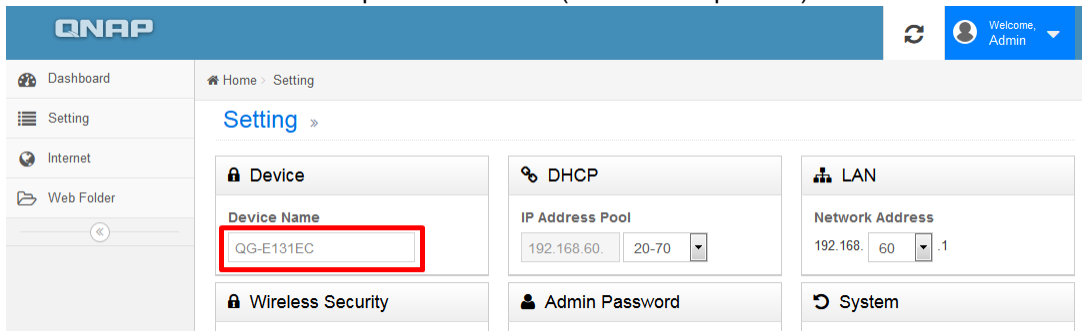 QNAP
Welcome,
Admin
Dashboard
Setting
Internet
Web Folder
Home > Setting
Setting »
Device
Device Name
QG-E131EC
DHCP
IP Address Pool
192.168.60. 20-70
LAN
Network Address
192.168. 60 .1
Wireless Security
Admin Password
System